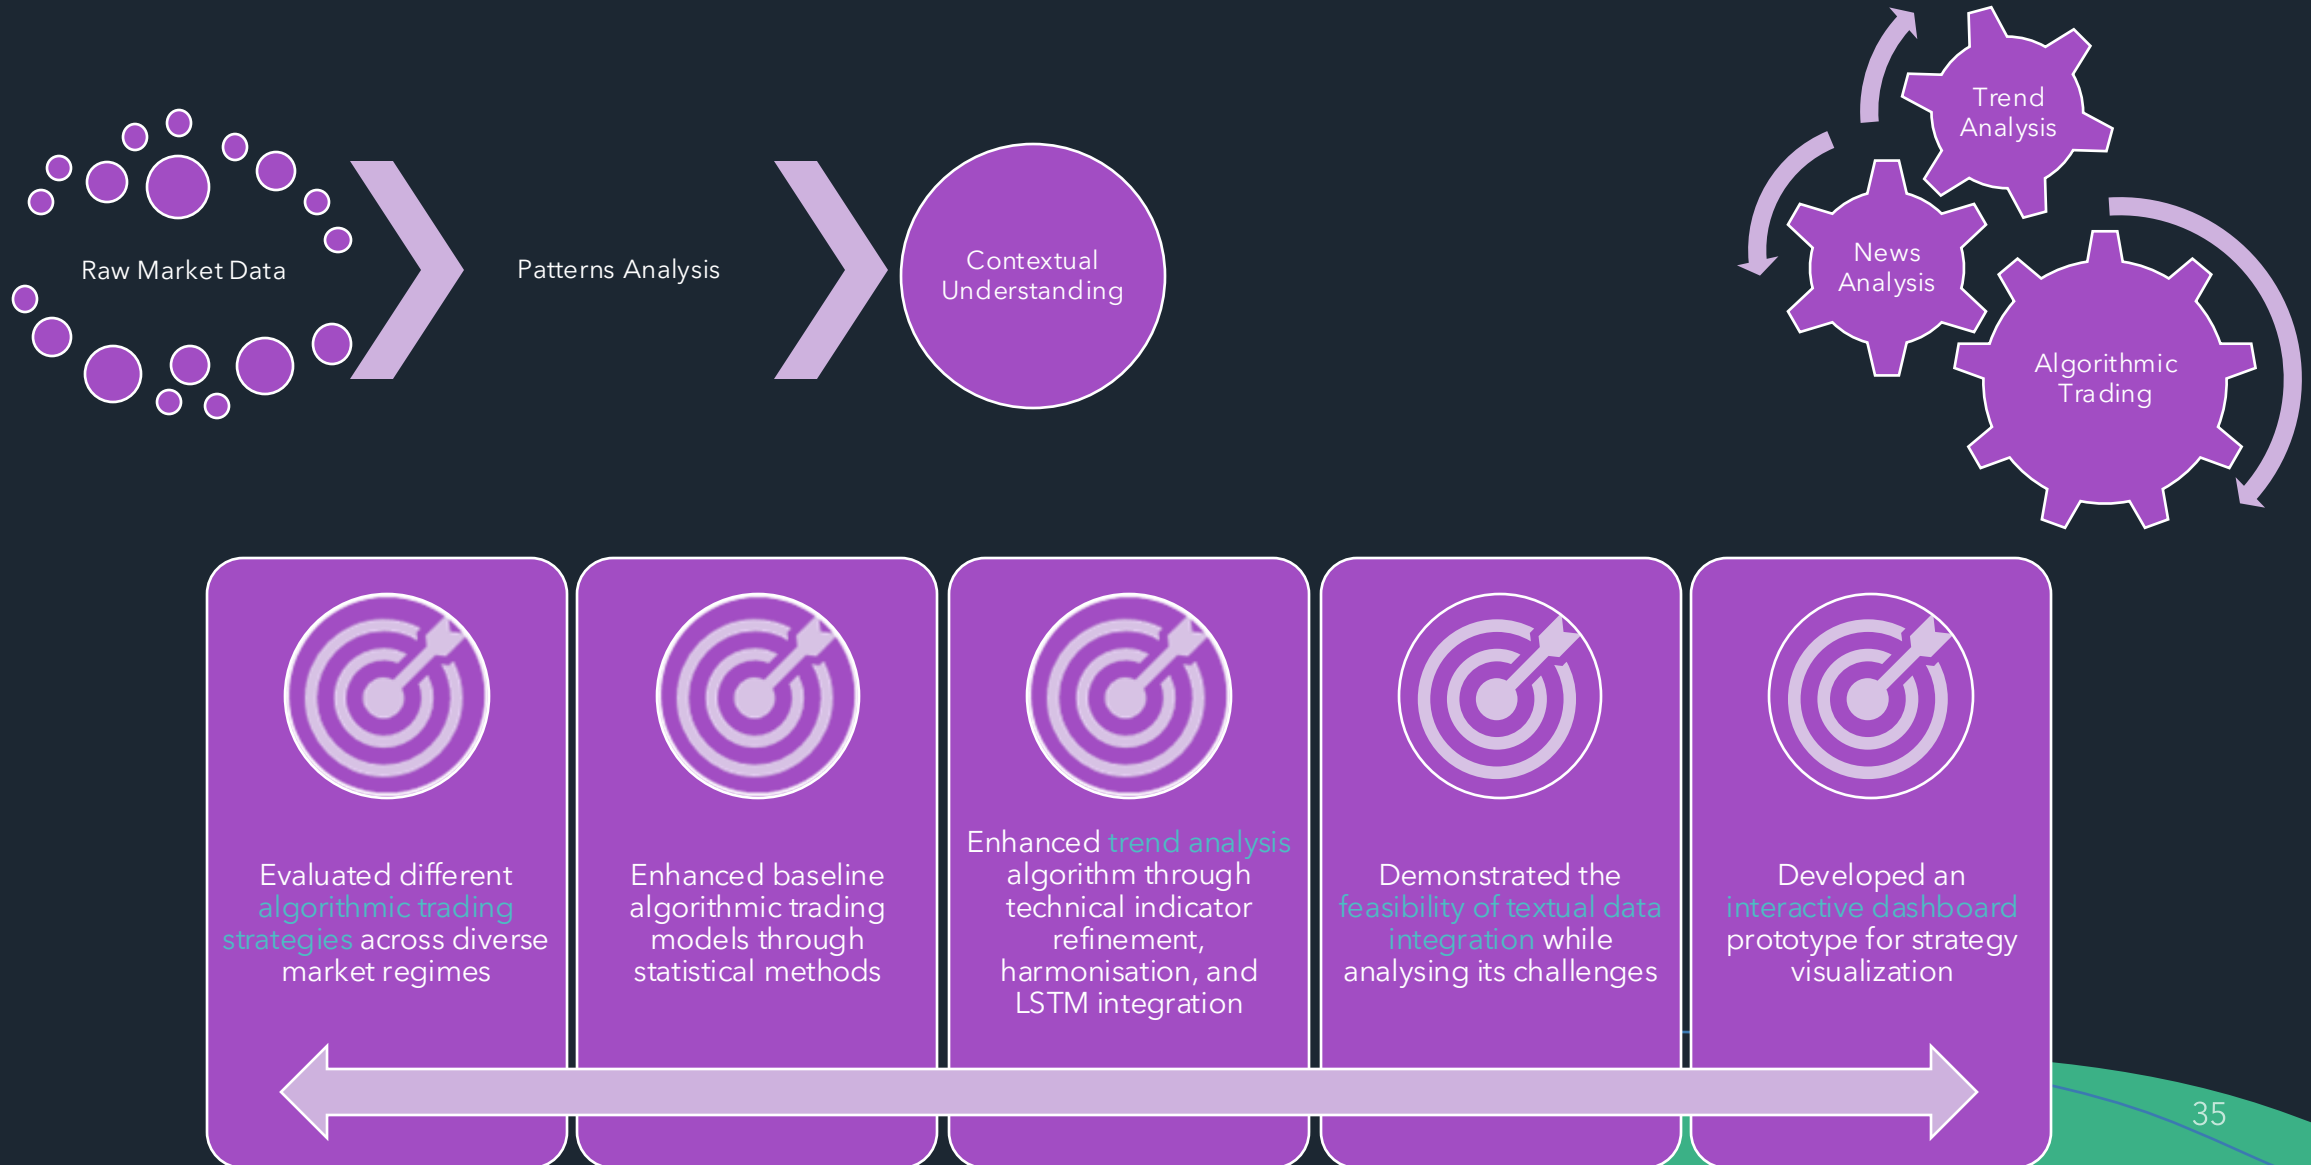 Raw Market Data
Patterns Analysis
Contextual
Understanding
Trend
Analysis
News
Analysis
Algorithmic
Trading
Evaluated different
algorithmic trading
strategies across diverse
market regimes
Enhanced baseline
algorithmic trading
models through
statistical methods
Enhanced trend analysis
algorithm through
technical indicator
refinement,
harmonisation, and
LSTM integration
Demonstrated the
feasibility of textual data
integration while
analysing its challenges
Developed an
interactive dashboard
prototype for strategy
visualization
35